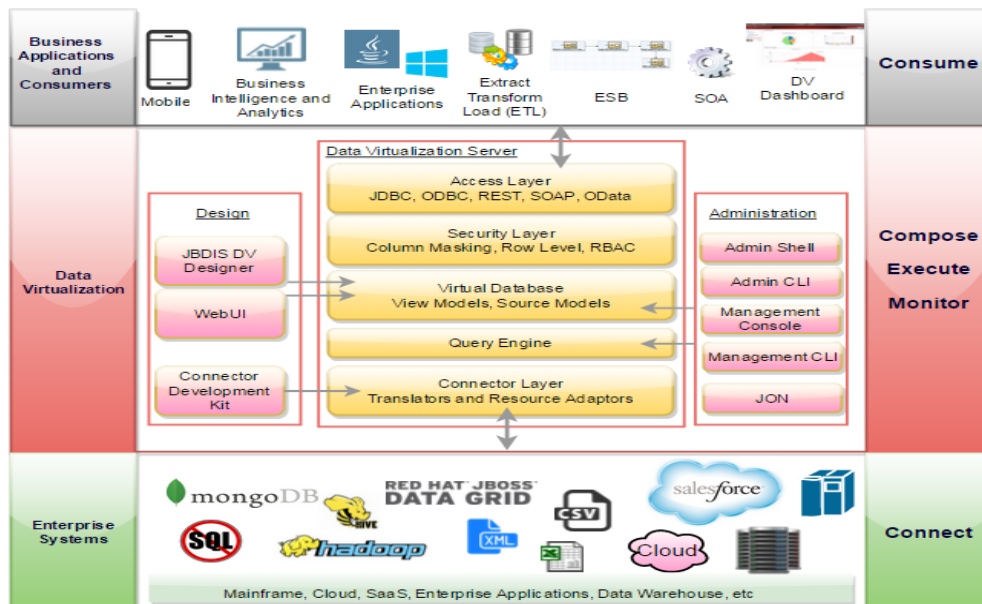 Business
Applications
and
Consumers
Mobile
Business
Intelligence and
Analytics
Enterprise
Applications
Extract
Transform
Load (ETL)
ESB
SOA
DV
Dashboard
Consume
Data
Virtualization
Design
JBDIS DV
Designer
WebUI
Connector
Development
Kit
Data Virtualization Server
Access Layer
JDBC, ODBC, REST, SOAP, OData
Security Layer
Column Masking, Row Level, RBAC
Virtual Database
View Models, Source Models
Query Engine
Connector Layer
Translators and Resource Adaptors
Administration
Admin Shell
Admin CLI
Management
Console
Management CLI
JON
Compose
Execute
Monitor
Enterprise
Systems
mongoDB
HIVE
RED HAT JBOSS
DATA GRID
CSV
salesforce
SQL
hadoop
XML
X
Cloud
Mainframe, Cloud, SaaS, Enterprise Applications, Data Warehouse, etc
Connect